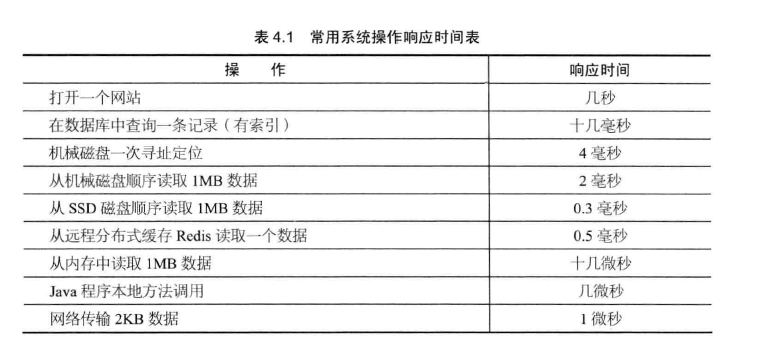 表 4.1 常用系统操作响应时间表
操 作 响应时间
打开一个网站 几秒
在数据库中查询一条记录（有索引） 十几毫秒
机械磁盘一次寻址定位 4 毫秒
从机械磁盘顺序读取 1MB 数据 2 毫秒
从 SSD 磁盘顺序读取 1MB 数据 0.3 毫秒
从远程分布式缓存 Redis 读取一个数据 0.5 毫秒
从内存中读取 1MB 数据 十几微秒
Java 程序本地方法调用 几微秒
网络传输 2KB 数据 1 微秒